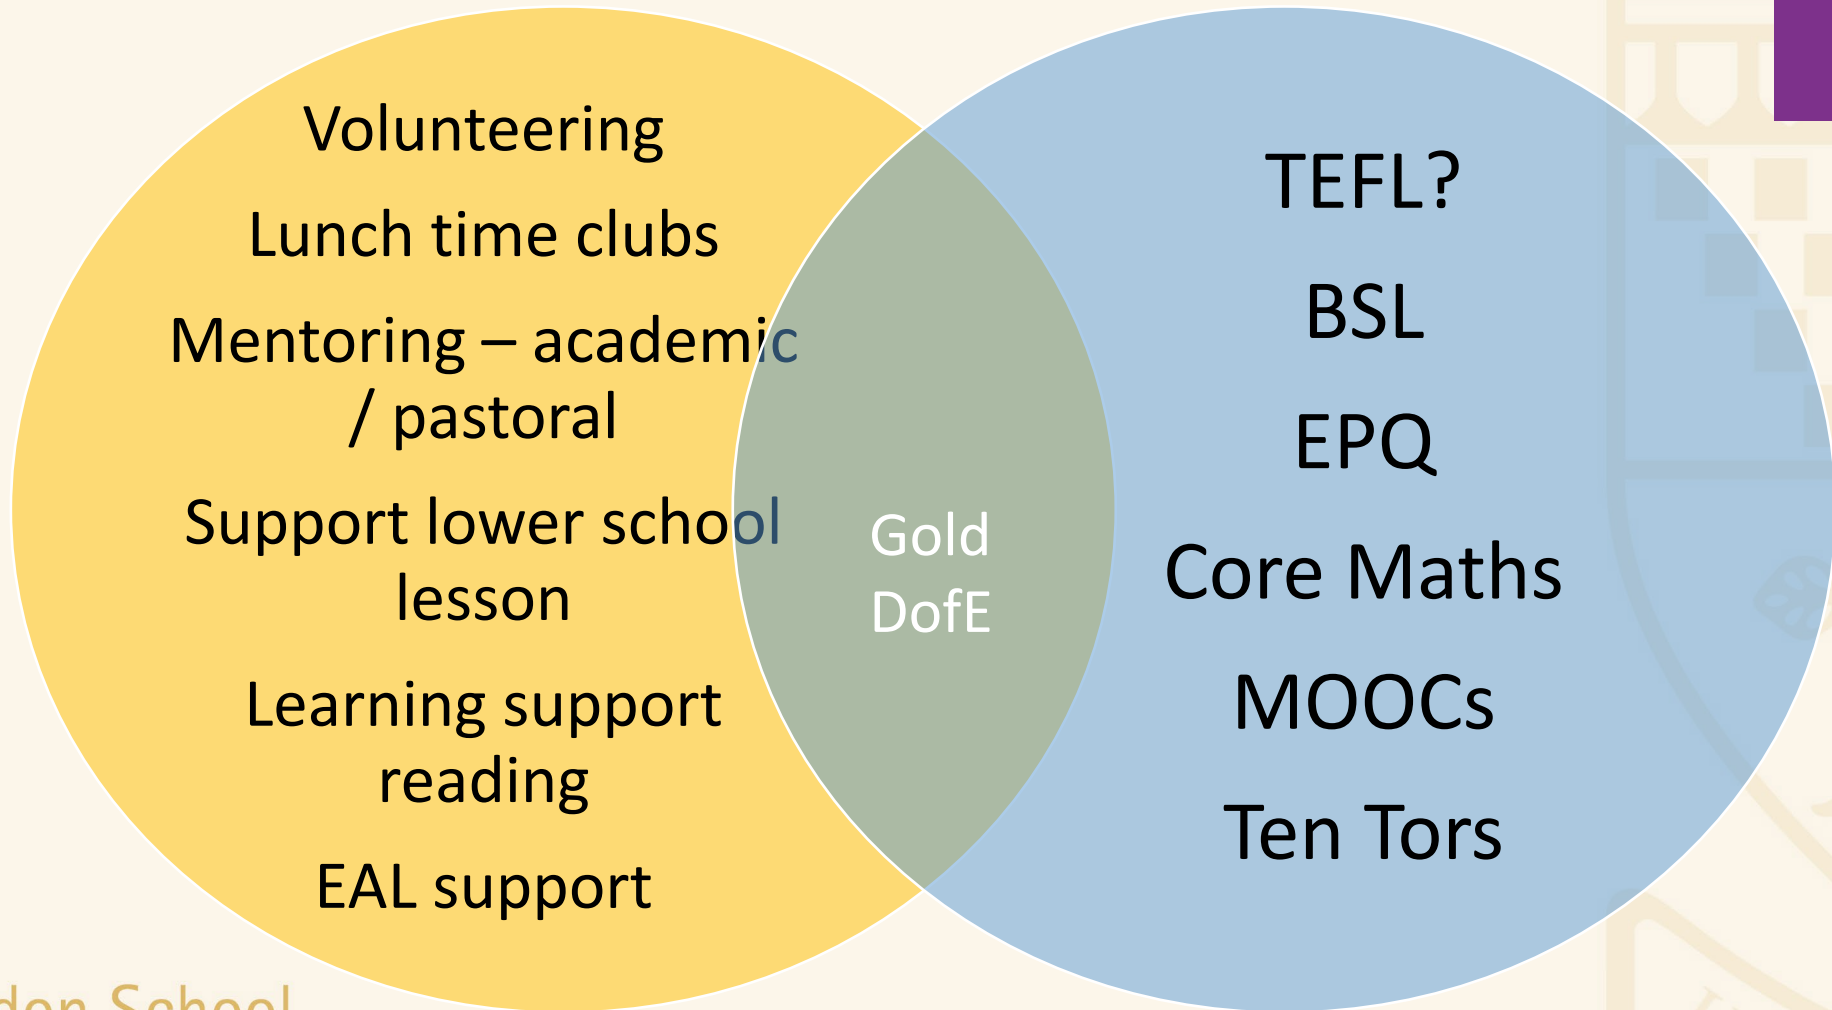 Volunteering
Lunch time clubs
Mentoring – academic
/ pastoral
Support lower school
lesson
Learning support
reading
EAL support
Gold
DofE
TEFL?
BSL
EPQ
Core Maths
MOOCs
Ten Tors
School